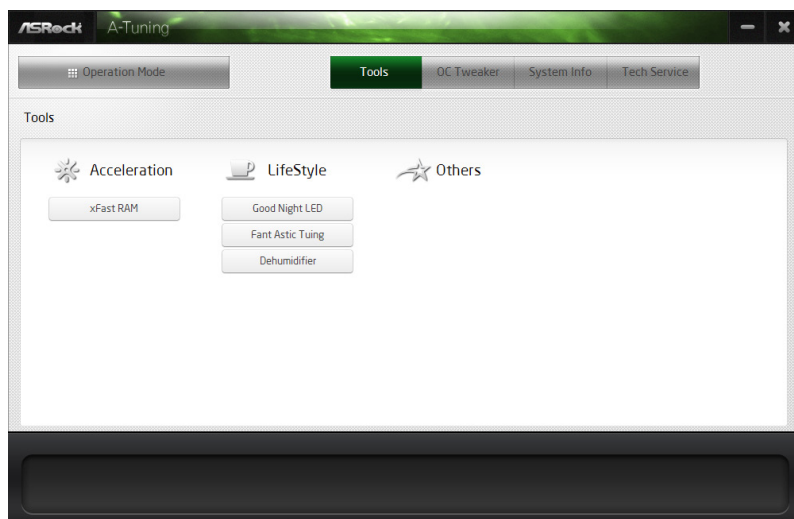 ASRock A-Tuning
Operation Mode Tools OC Tweaker System Info Tech Service
Tools
Acceleration LifeStyle Others
xFast RAM Good Night LED
Fant Astic Tuing
Dehumidifier